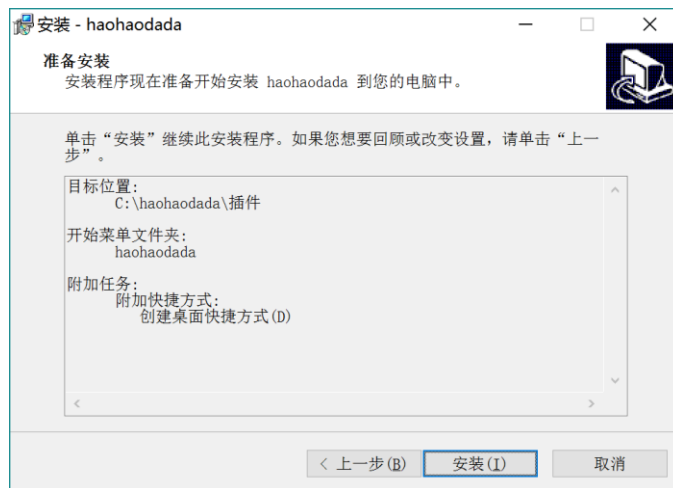 安装 - haohaodada
准备安装
安装程序现在准备开始安装 haohaodada 到您的电脑中。
单击“安装”继续此安装程序。如果您想要回顾或改变设置，请单击“上一
步”。
目标位置:
C:\haohaodada\插件
开始菜单文件夹:
haohaodada
附加任务:
附加快捷方式:
创建桌面快捷方式(D)
< 上一步(B) 安装(I) 取消